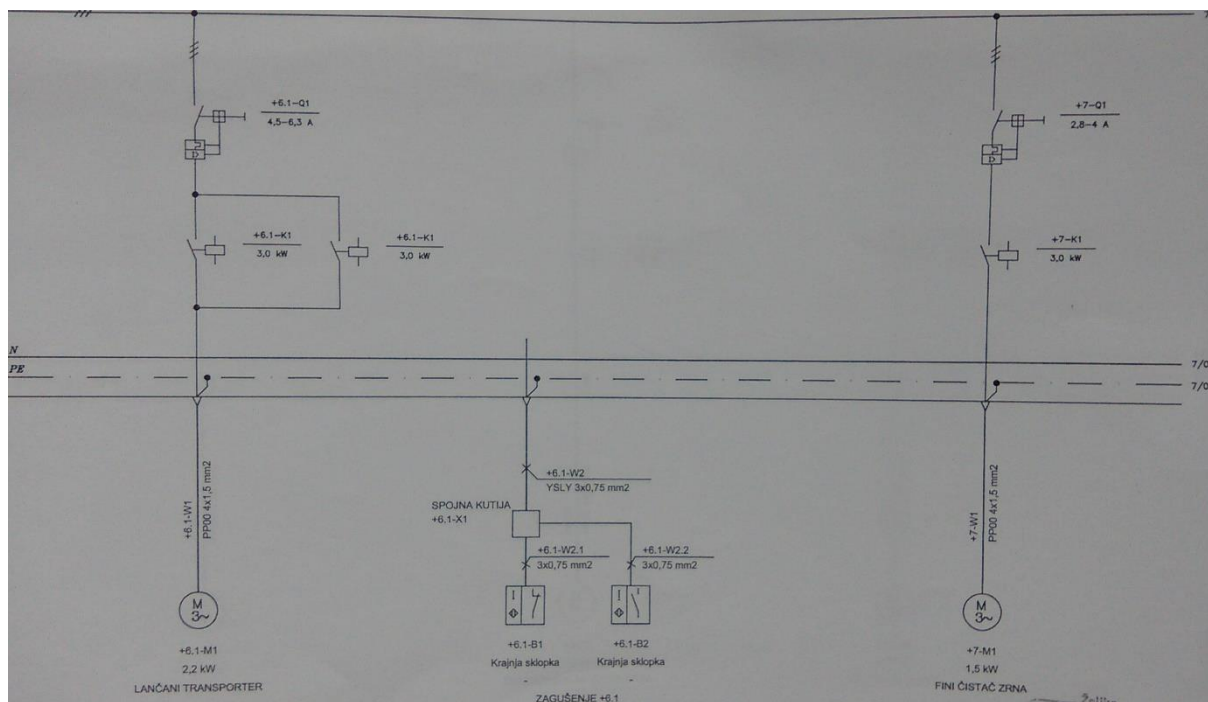 +6.1-Q1
4,5-6,3 A
+7-Q1
2,8-4 A
+6.1-K1
3,0 kW
+6.1-K1
3,0 kW
+7-K1
3,0 kW
N
PE
7/0
7/0
+6.1-W2
YSLY 3x0,75 mm2
SPOJNA KUTIJA
+6.1-X1
+6.1-W1
PP00 4x1,5 mm2
+7-W1
PP00 4x1,5 mm2
+6.1-W2.1
3x0,75 mm2
+6.1-W2.2
3x0,75 mm2
M
3~
M
3~
+6.1-M1
2,2 kW
LANČANI TRANSPORTER
+6.1-B1
Krajnja sklopka
-
+6.1-B2
Krajnja sklopka
-
ZAGUŠENJE +6.1
+7-M1
1,5 kW
FINI ČISTAČ ZRNA